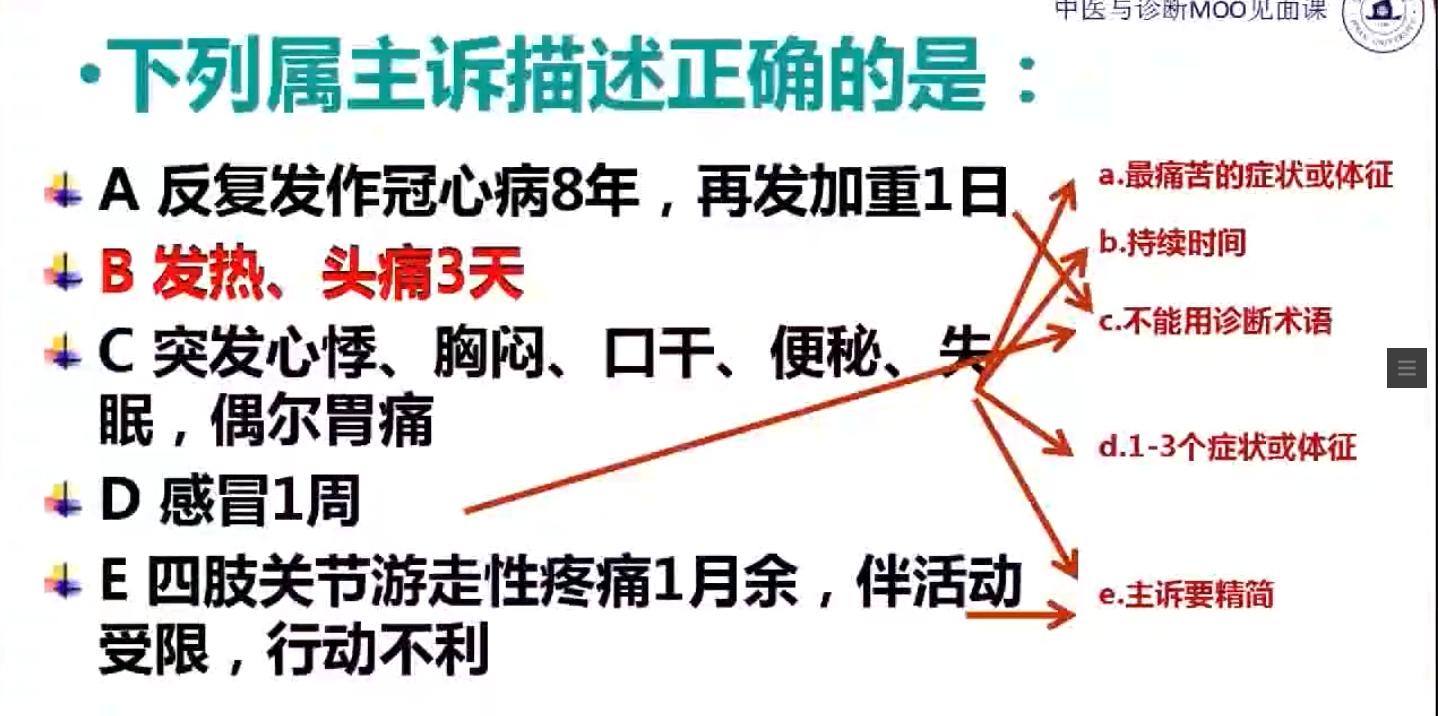 中医与诊断MOO见面课
•下列属主诉描述正确的是：
A 反复发作冠心病8年，再发加重1日
B 发热、头痛3天
C 突发心悸、胸闷、口干、便秘、失
眠，偶尔胃痛
D 感冒1周
E 四肢关节游走性疼痛1月余，伴活动
受限，行动不利
a.最痛苦的症状或体征
b.持续时间
c.不能用诊断术语
d.1-3个症状或体征
e.主诉要精简